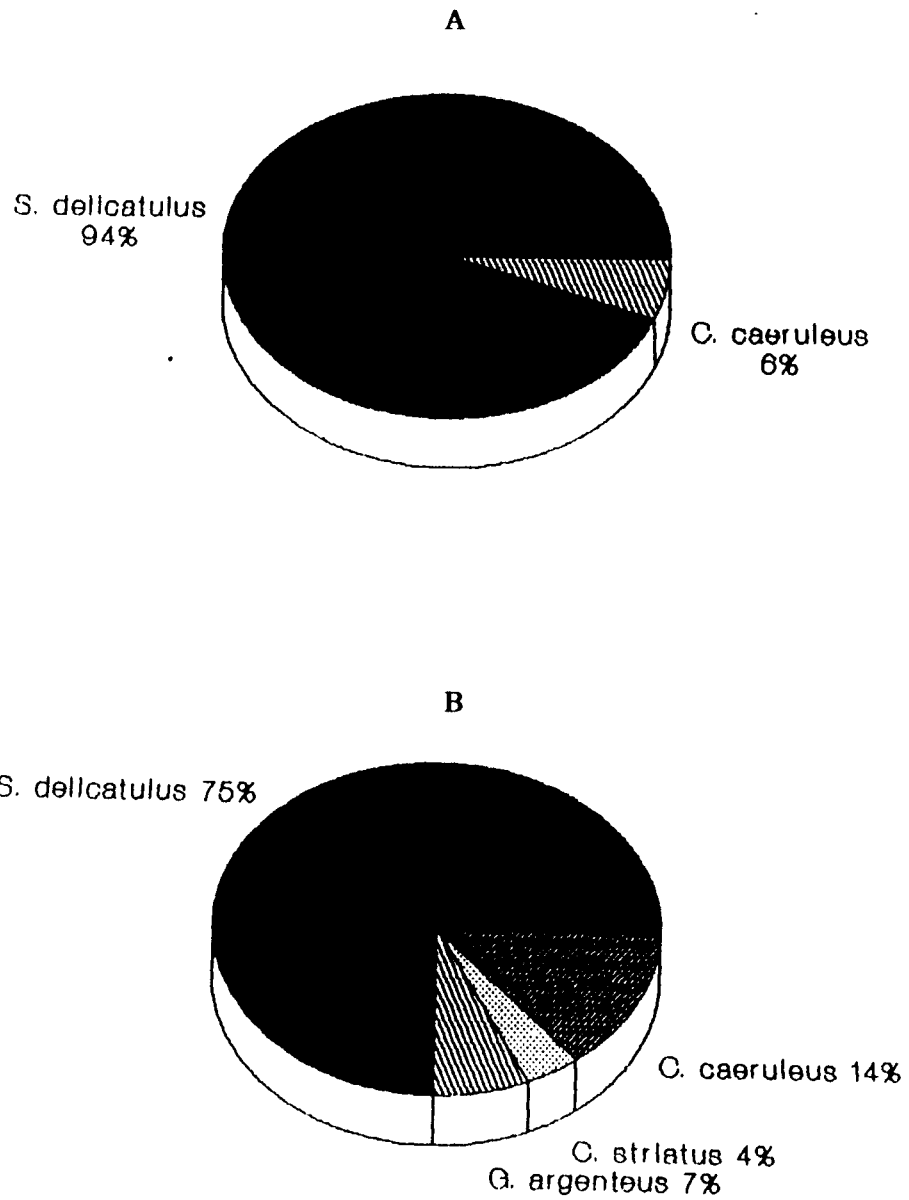 A
S. delicatulus
94%
C. caeruleus
6%
B
S. delicatulus 75%
C. caeruleus 14%
C. striatus 4%
G. argenteus 7%